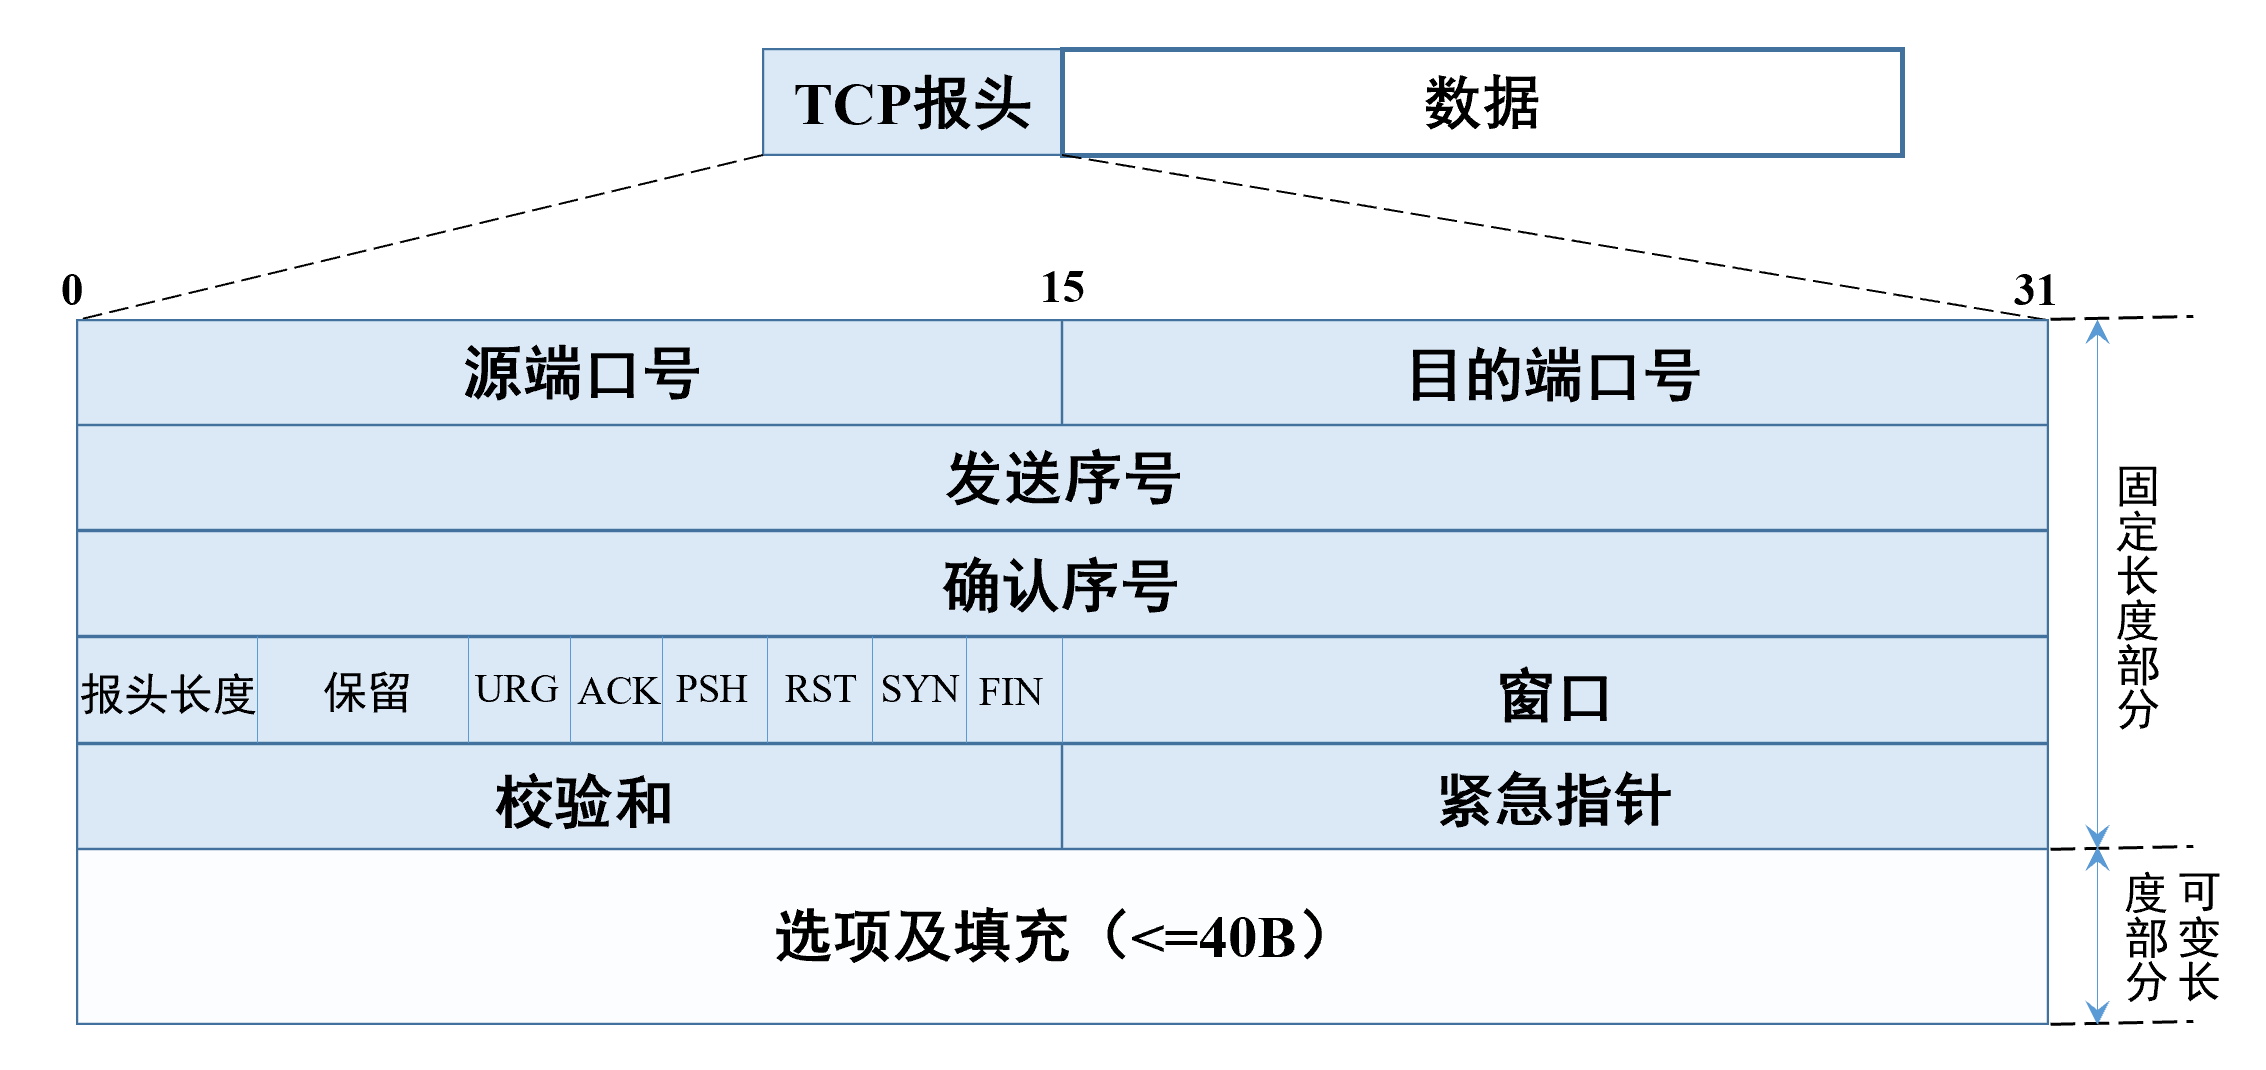 TCP报头
数据
0
15
31
源端口号
目的端口号
发送序号
确认序号
报头长度
保留
URG
ACK
PSH
RST
SYN
FIN
窗口
校验和
紧急指针
选项及填充（<=40B）
固定长度部分
可变长
度部分